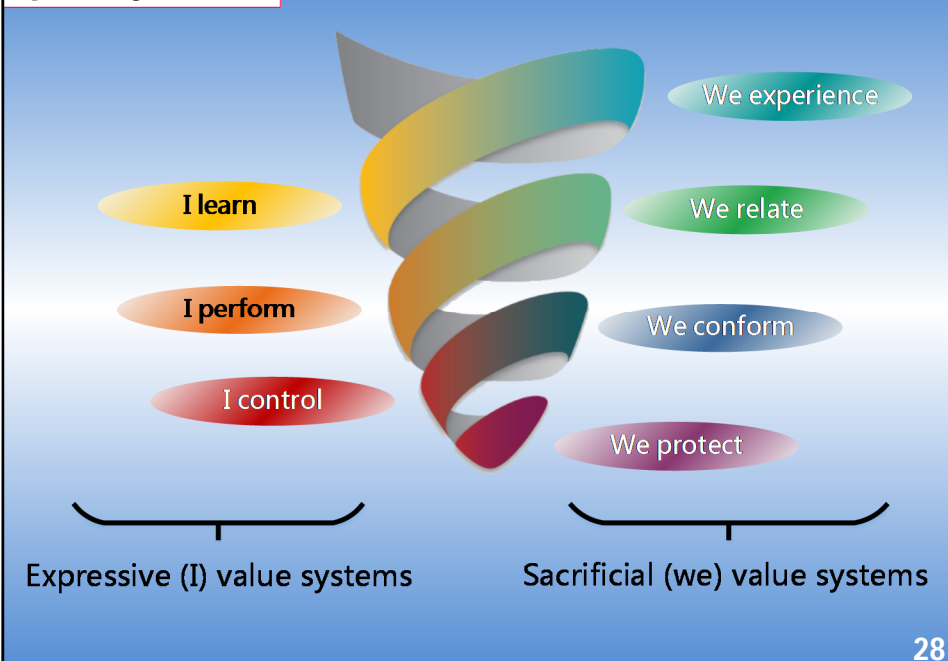 We experience
I learn
We relate
I perform
We conform
I control
We protect
Expressive (I) value systems
Sacrificial (we) value systems
28